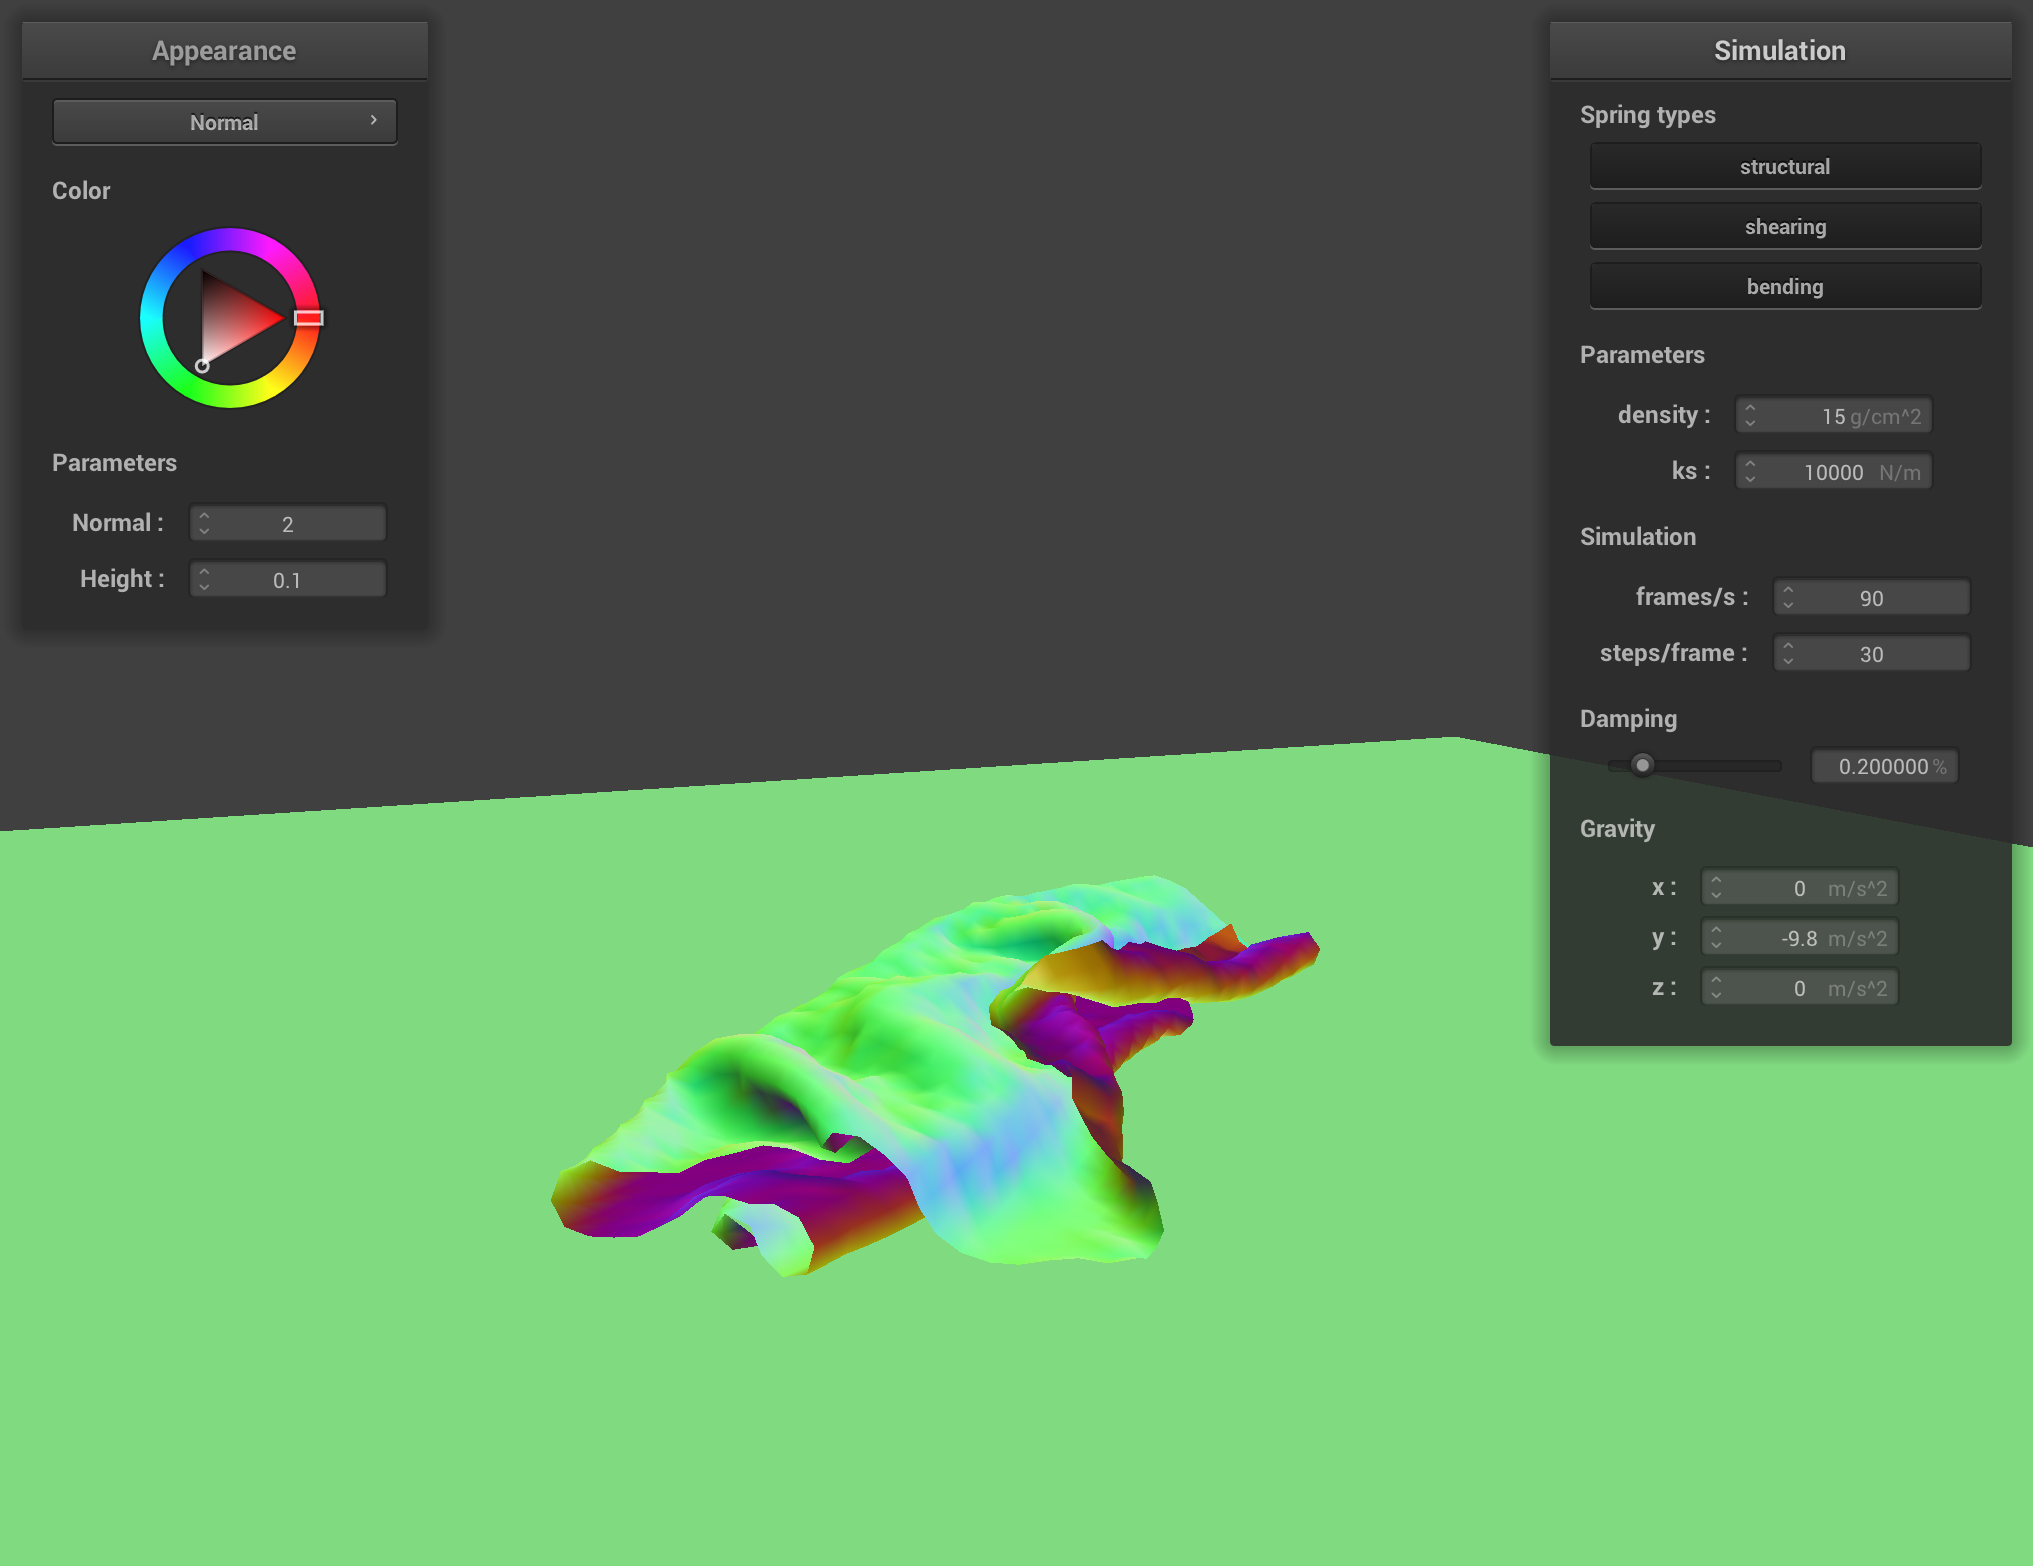 Appearance
Normal
Color
Parameters
Normal : 2
Height : 0.1
Simulation
Spring types
structural
shearing
bending
Parameters
density : 15 g/cm^2
ks : 10000 N/m
Simulation
frames/s : 90
steps/frame : 30
Damping
0.200000 %
Gravity
x : 0 m/s^2
y : -9.8 m/s^2
z : 0 m/s^2